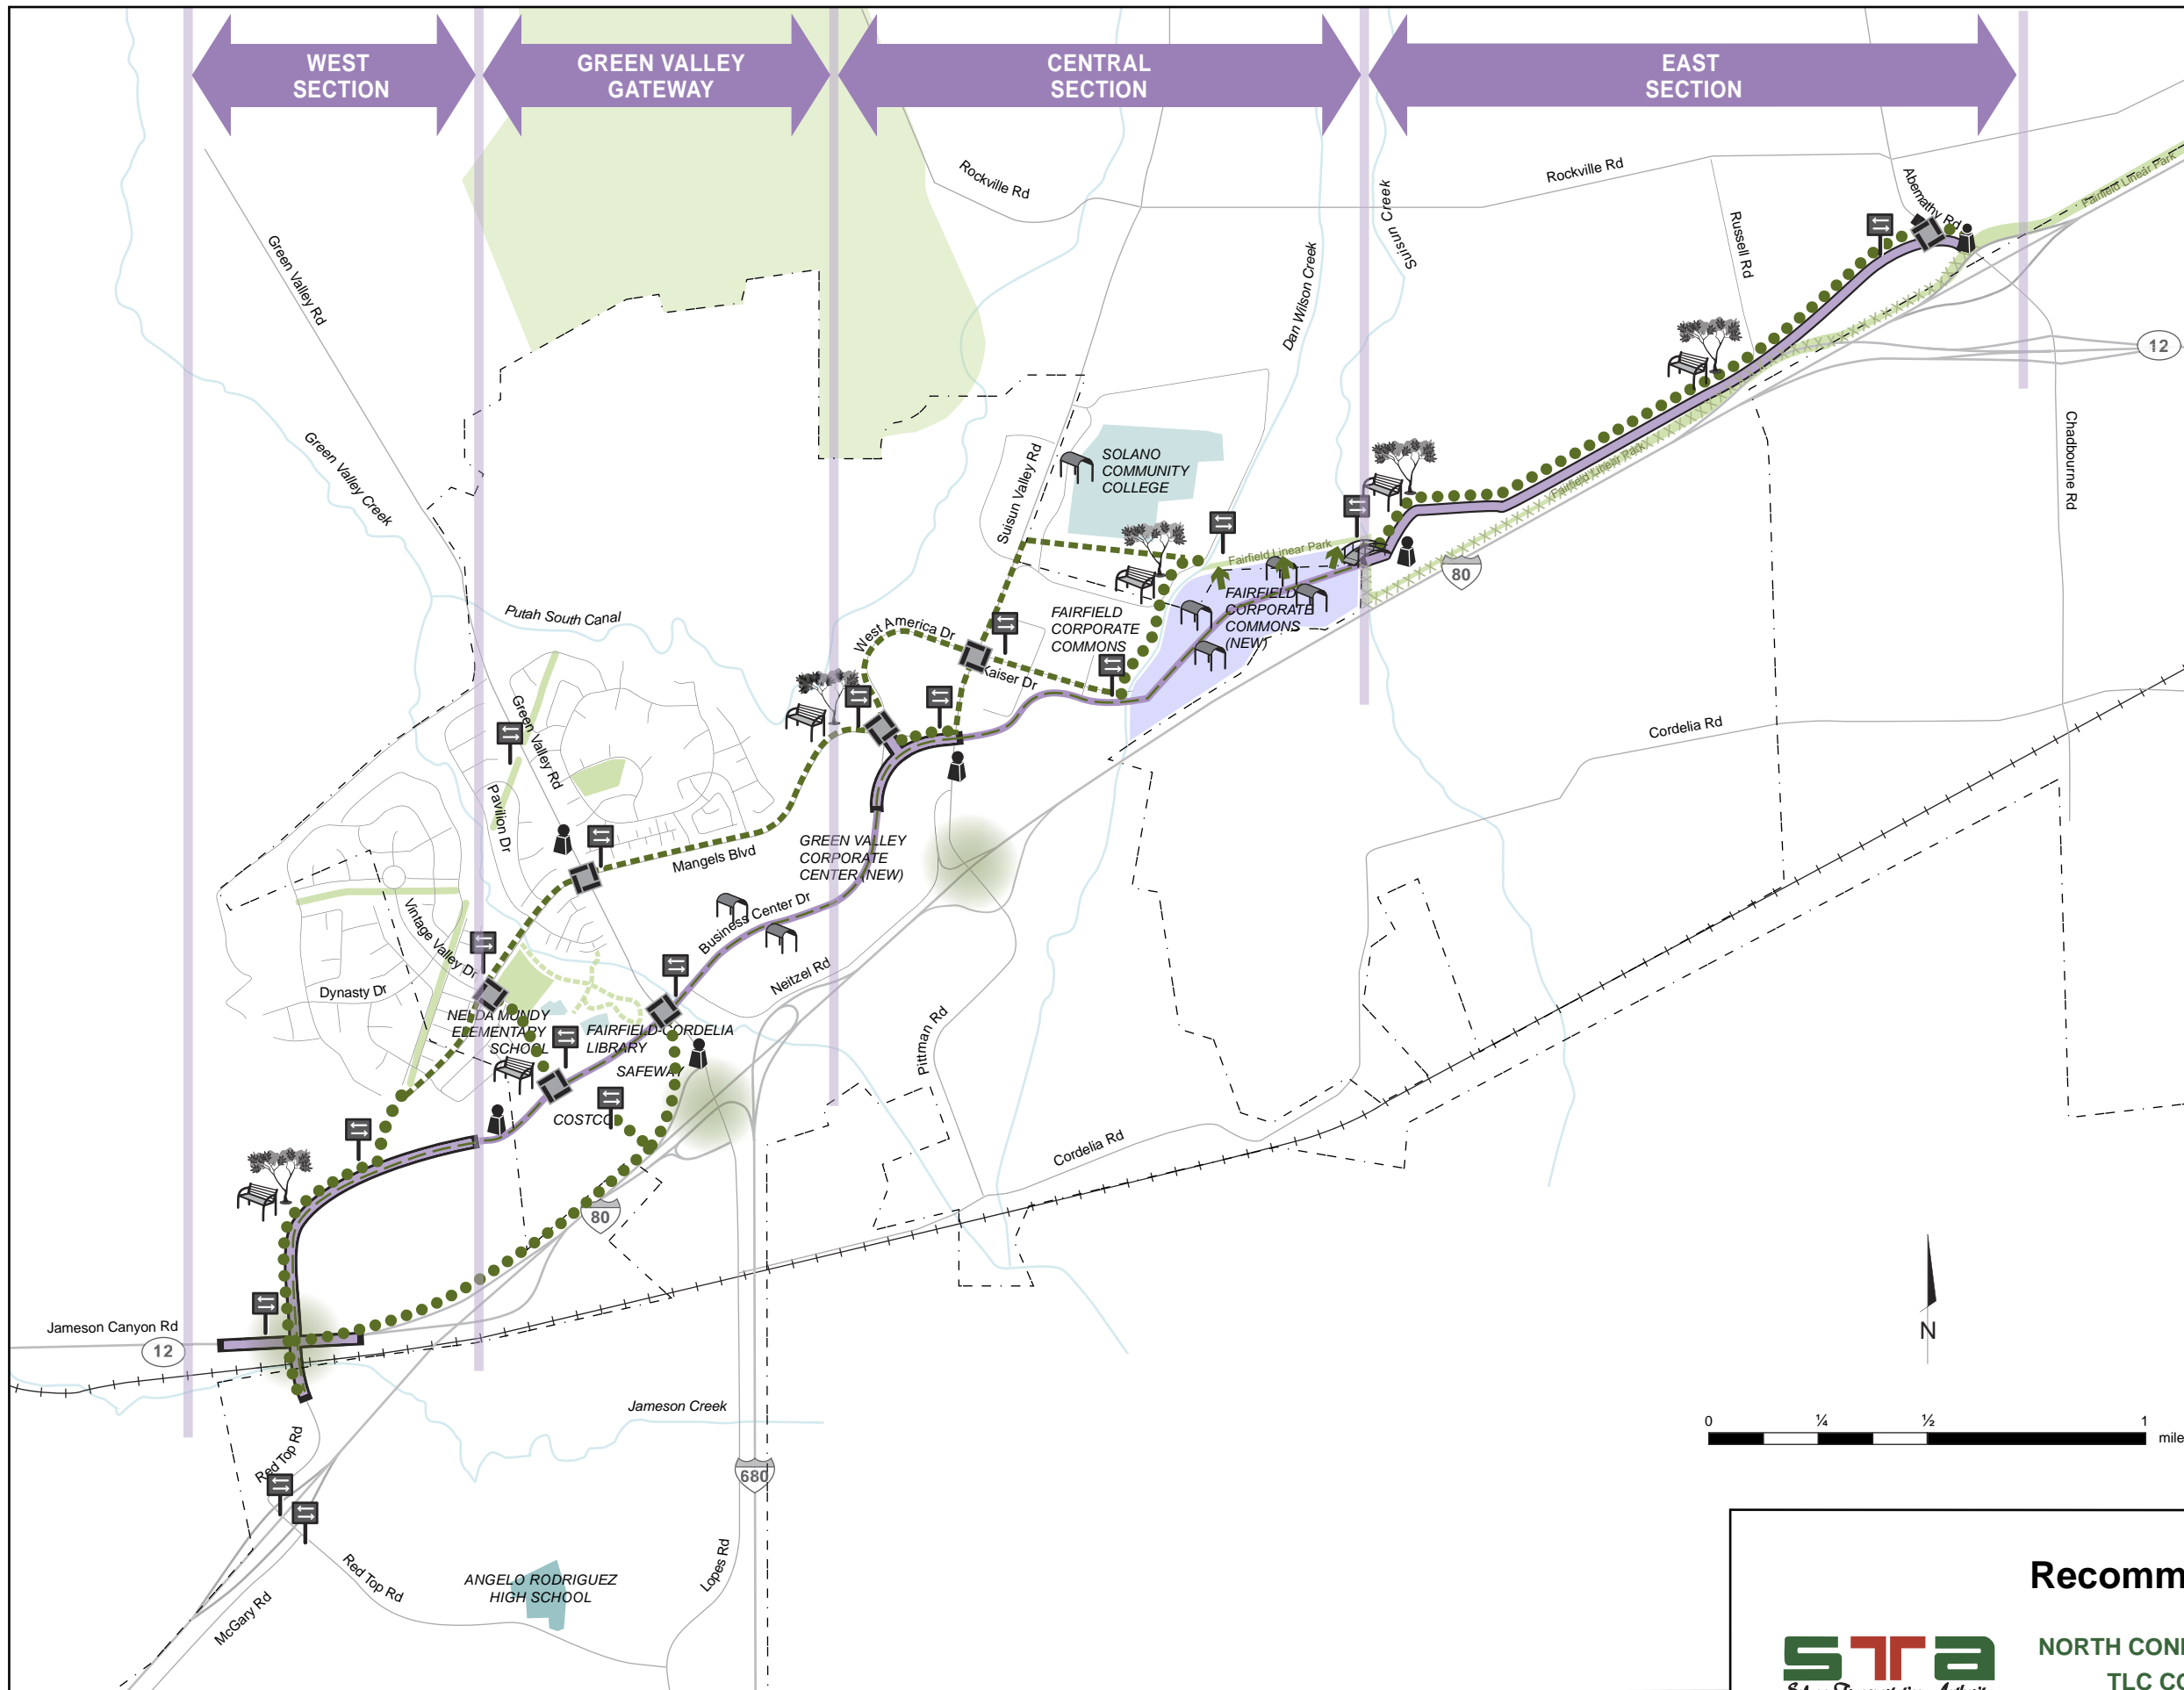 WEST
SECTION
GREEN VALLEY
GATEWAY
CENTRAL
SECTION
EAST
SECTION
Rockville Rd
Rockville Rd
Abernathy Rd
Fairfield Linear Park
Russell Rd
Suisun Creek
Dan Wilson Creek
Green Valley Rd
12
Green Valley Creek
Chadbourne Rd
Suisun Valley Rd
SOLANO
COMMUNITY
COLLEGE
Fairfield Linear Park
Fairfield Linear Park
80
Putah South Canal
West America Dr
FAIRFIELD
CORPORATE
COMMONS
FAIRFIELD
CORPORATE
COMMONS
(NEW)
Kaiser Dr
Green Valley Rd
Cordelia Rd
Pavilion Dr
Mangels Blvd
GREEN VALLEY
CORPORATE
CENTER (NEW)
Business Center Dr
Vintage Valley Dr
Neitzel Rd
Dynasty Dr
NELDA MUNDY
ELEMENTARY
SCHOOL
FAIRFIELD-CORDELIA
LIBRARY
Pittman Rd
SAFEWAY
COSTCO
Cordelia Rd
80
Jameson Canyon Rd
12
N
Jameson Creek
0 ¼ ½ 1
mile
Red Top Rd
680
Red Top Rd
ANGELO RODRIGUEZ
HIGH SCHOOL
Lopes Rd
McGary Rd
Recomm
STA
NORTH CON
TLC CO